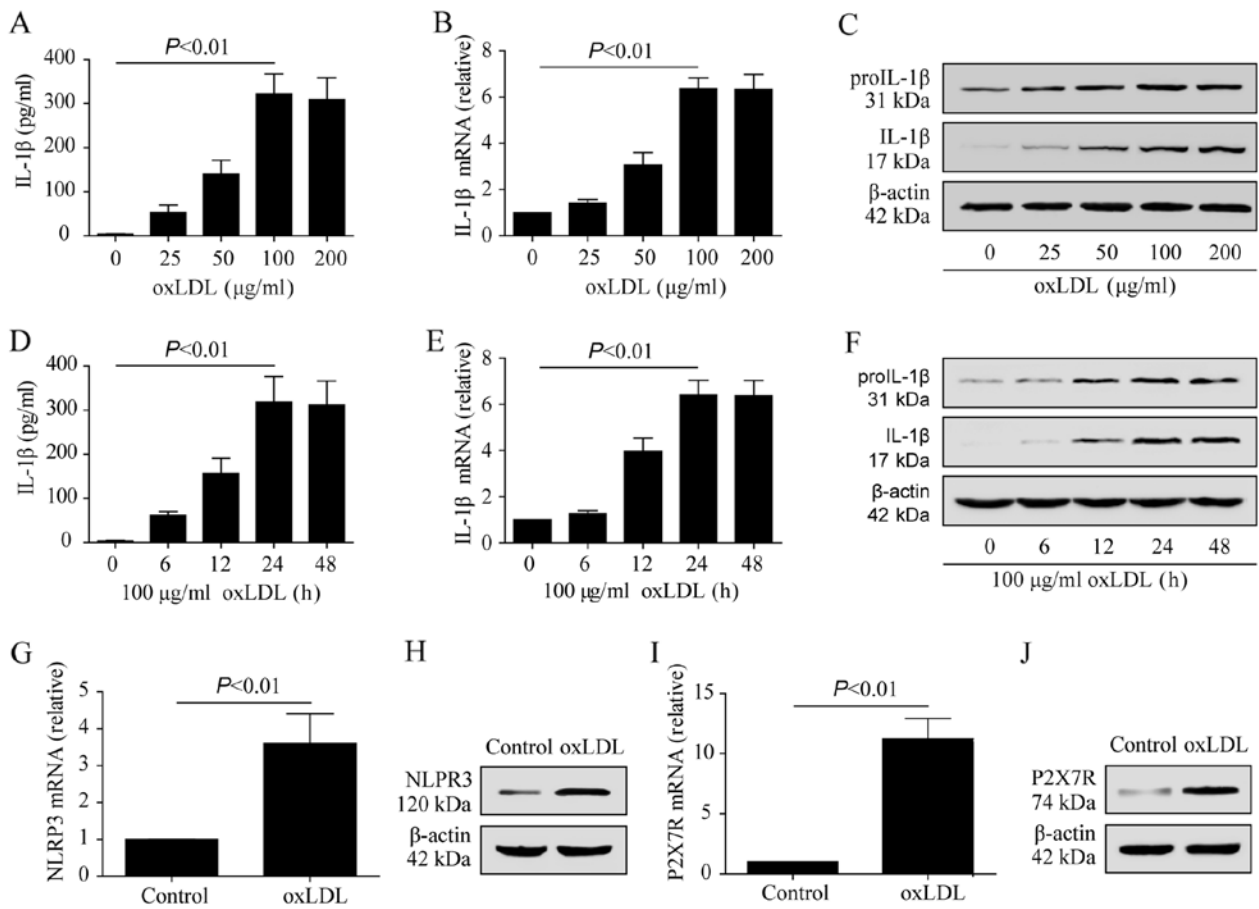 A
P<0.01
IL-1β (pg/ml)
400
300
200
100
0
0 25 50 100 200
oxLDL (μg/ml)
B
P<0.01
IL-1β mRNA (relative)
8
6
4
2
0
0 25 50 100 200
oxLDL (μg/ml)
C
proIL-1β
31 kDa
IL-1β
17 kDa
β-actin
42 kDa
0 25 50 100 200
oxLDL (μg/ml)
D
P<0.01
IL-1β (pg/ml)
400
300
200
100
0
0 6 12 24 48
100 μg/ml oxLDL (h)
E
P<0.01
IL-1β mRNA (relative)
8
6
4
2
0
0 6 12 24 48
100 μg/ml oxLDL (h)
F
proIL-1β
31 kDa
IL-1β
17 kDa
β-actin
42 kDa
0 6 12 24 48
100 μg/ml oxLDL (h)
G
P<0.01
NLRP3 mRNA (relative)
5
4
3
2
1
0
Control oxLDL
H
Control oxLDL
NLPR3
120 kDa
β-actin
42 kDa
I
P<0.01
P2X7R mRNA (relative)
15
10
5
0
Control oxLDL
J
Control oxLDL
P2X7R
74 kDa
β-actin
42 kDa